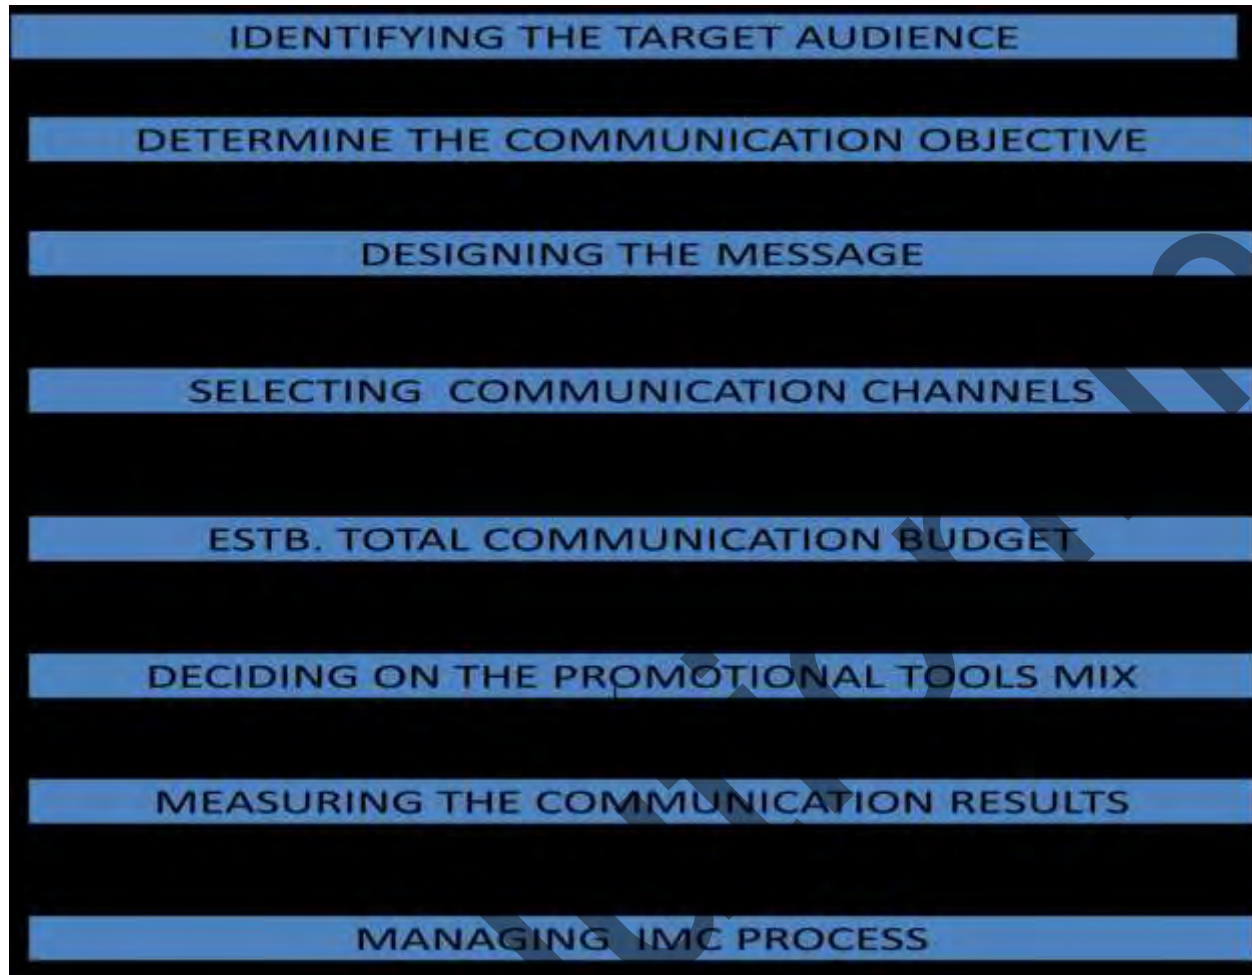 IDENTIFYING THE TARGET AUDIENCE
DETERMINE THE COMMUNICATION OBJECTIVE
DESIGNING THE MESSAGE
SELECTING COMMUNICATION CHANNELS
ESTB. TOTAL COMMUNICATION BUDGET
DECIDING ON THE PROMOTIONAL TOOLS MIX
MEASURING THE COMMUNICATION RESULTS
MANAGING IMC PROCESS